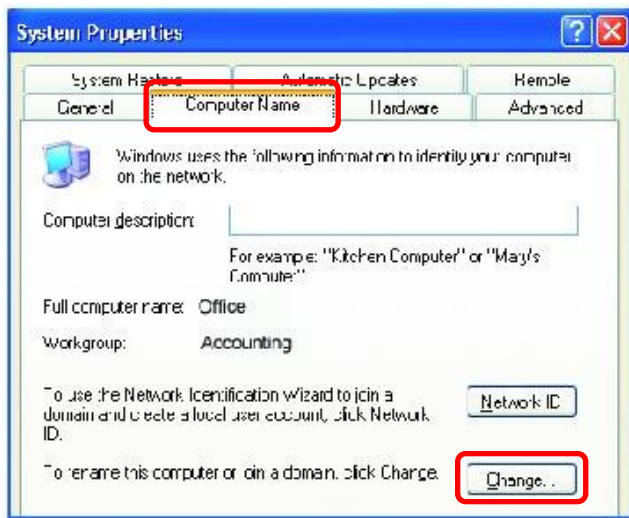 System Properties
System Restore Automatic Updates Remote
General Computer Name Hardware Advanced
Windows uses the following information to identify your computer
on the network.
Computer description:
For example: "Kitchen Computer" or "Mary's
Computer".
Full computer name: Office
Workgroup: Accounting
To use the Network Identification Wizard to join a
domain and create a local user account, click Network
ID.
Network ID
To rename this computer or join a domain, click Change.
Change...